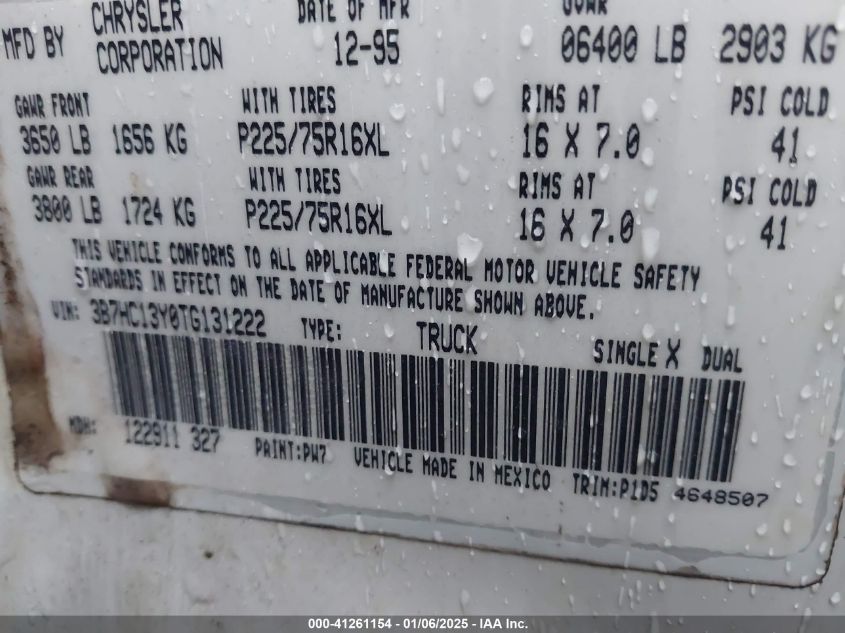 MFD BY CHRYSLER CORPORATION DATE OF MFR 12-95 GVWR 06400 LB 2903 KG
GAWR FRONT WITH TIRES RIMS AT PSI COLD
3650 LB 1656 KG P225/75R16XL 16 X 7.0 41
GAWR REAR WITH TIRES RIMS AT PSI COLD
3800 LB 1724 KG P225/75R16XL 16 X 7.0 41
THIS VEHICLE CONFORMS TO ALL APPLICABLE FEDERAL MOTOR VEHICLE SAFETY
STANDARDS IN EFFECT ON THE DATE OF MANUFACTURE SHOWN ABOVE.
VIN: 3B7HC13Y0TG131222 TYPE: TRUCK SINGLE X DUAL
MDH: 122911 327 PAINT:PW7 VEHICLE MADE IN MEXICO TRIM:P1D5 4648507
000-41261154 - 01/06/2025 - IAA Inc.